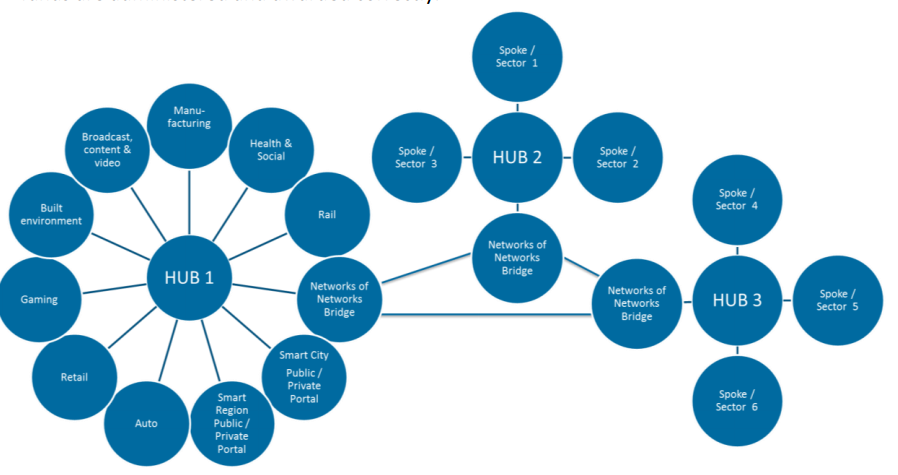 Manu-
facturing
Broadcast,
content &
video
Health &
Social
Built
environment
Rail
HUB 1
Gaming
Networks of
Networks
Bridge
Retail
Smart City
Public /
Private
Portal
Auto
Smart
Region
Public /
Private
Portal
Spoke /
Sector 1
Spoke /
Sector 3
HUB 2
Spoke /
Sector 2
Networks of
Networks
Bridge
Networks of
Networks
Bridge
Spoke /
Sector 4
HUB 3
Spoke /
Sector 5
Spoke /
Sector 6